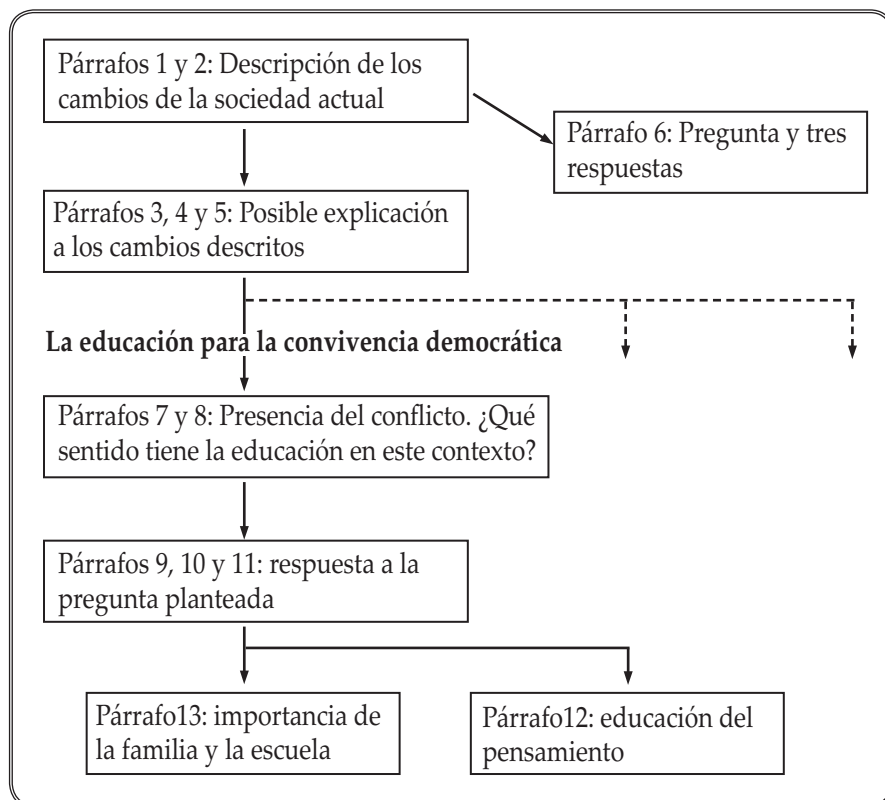 Párrafos 1 y 2: Descripción de los
cambios de la sociedad actual
Párrafo 6: Pregunta y tres
respuestas
Párrafos 3, 4 y 5: Posible explicación
a los cambios descritos
La educación para la convivencia democrática
Párrafos 7 y 8: Presencia del conflicto. ¿Qué
sentido tiene la educación en este contexto?
Párrafos 9, 10 y 11: respuesta a la
pregunta planteada
Párrafo13: importancia de
la familia y la escuela
Párrafo12: educación del
pensamiento